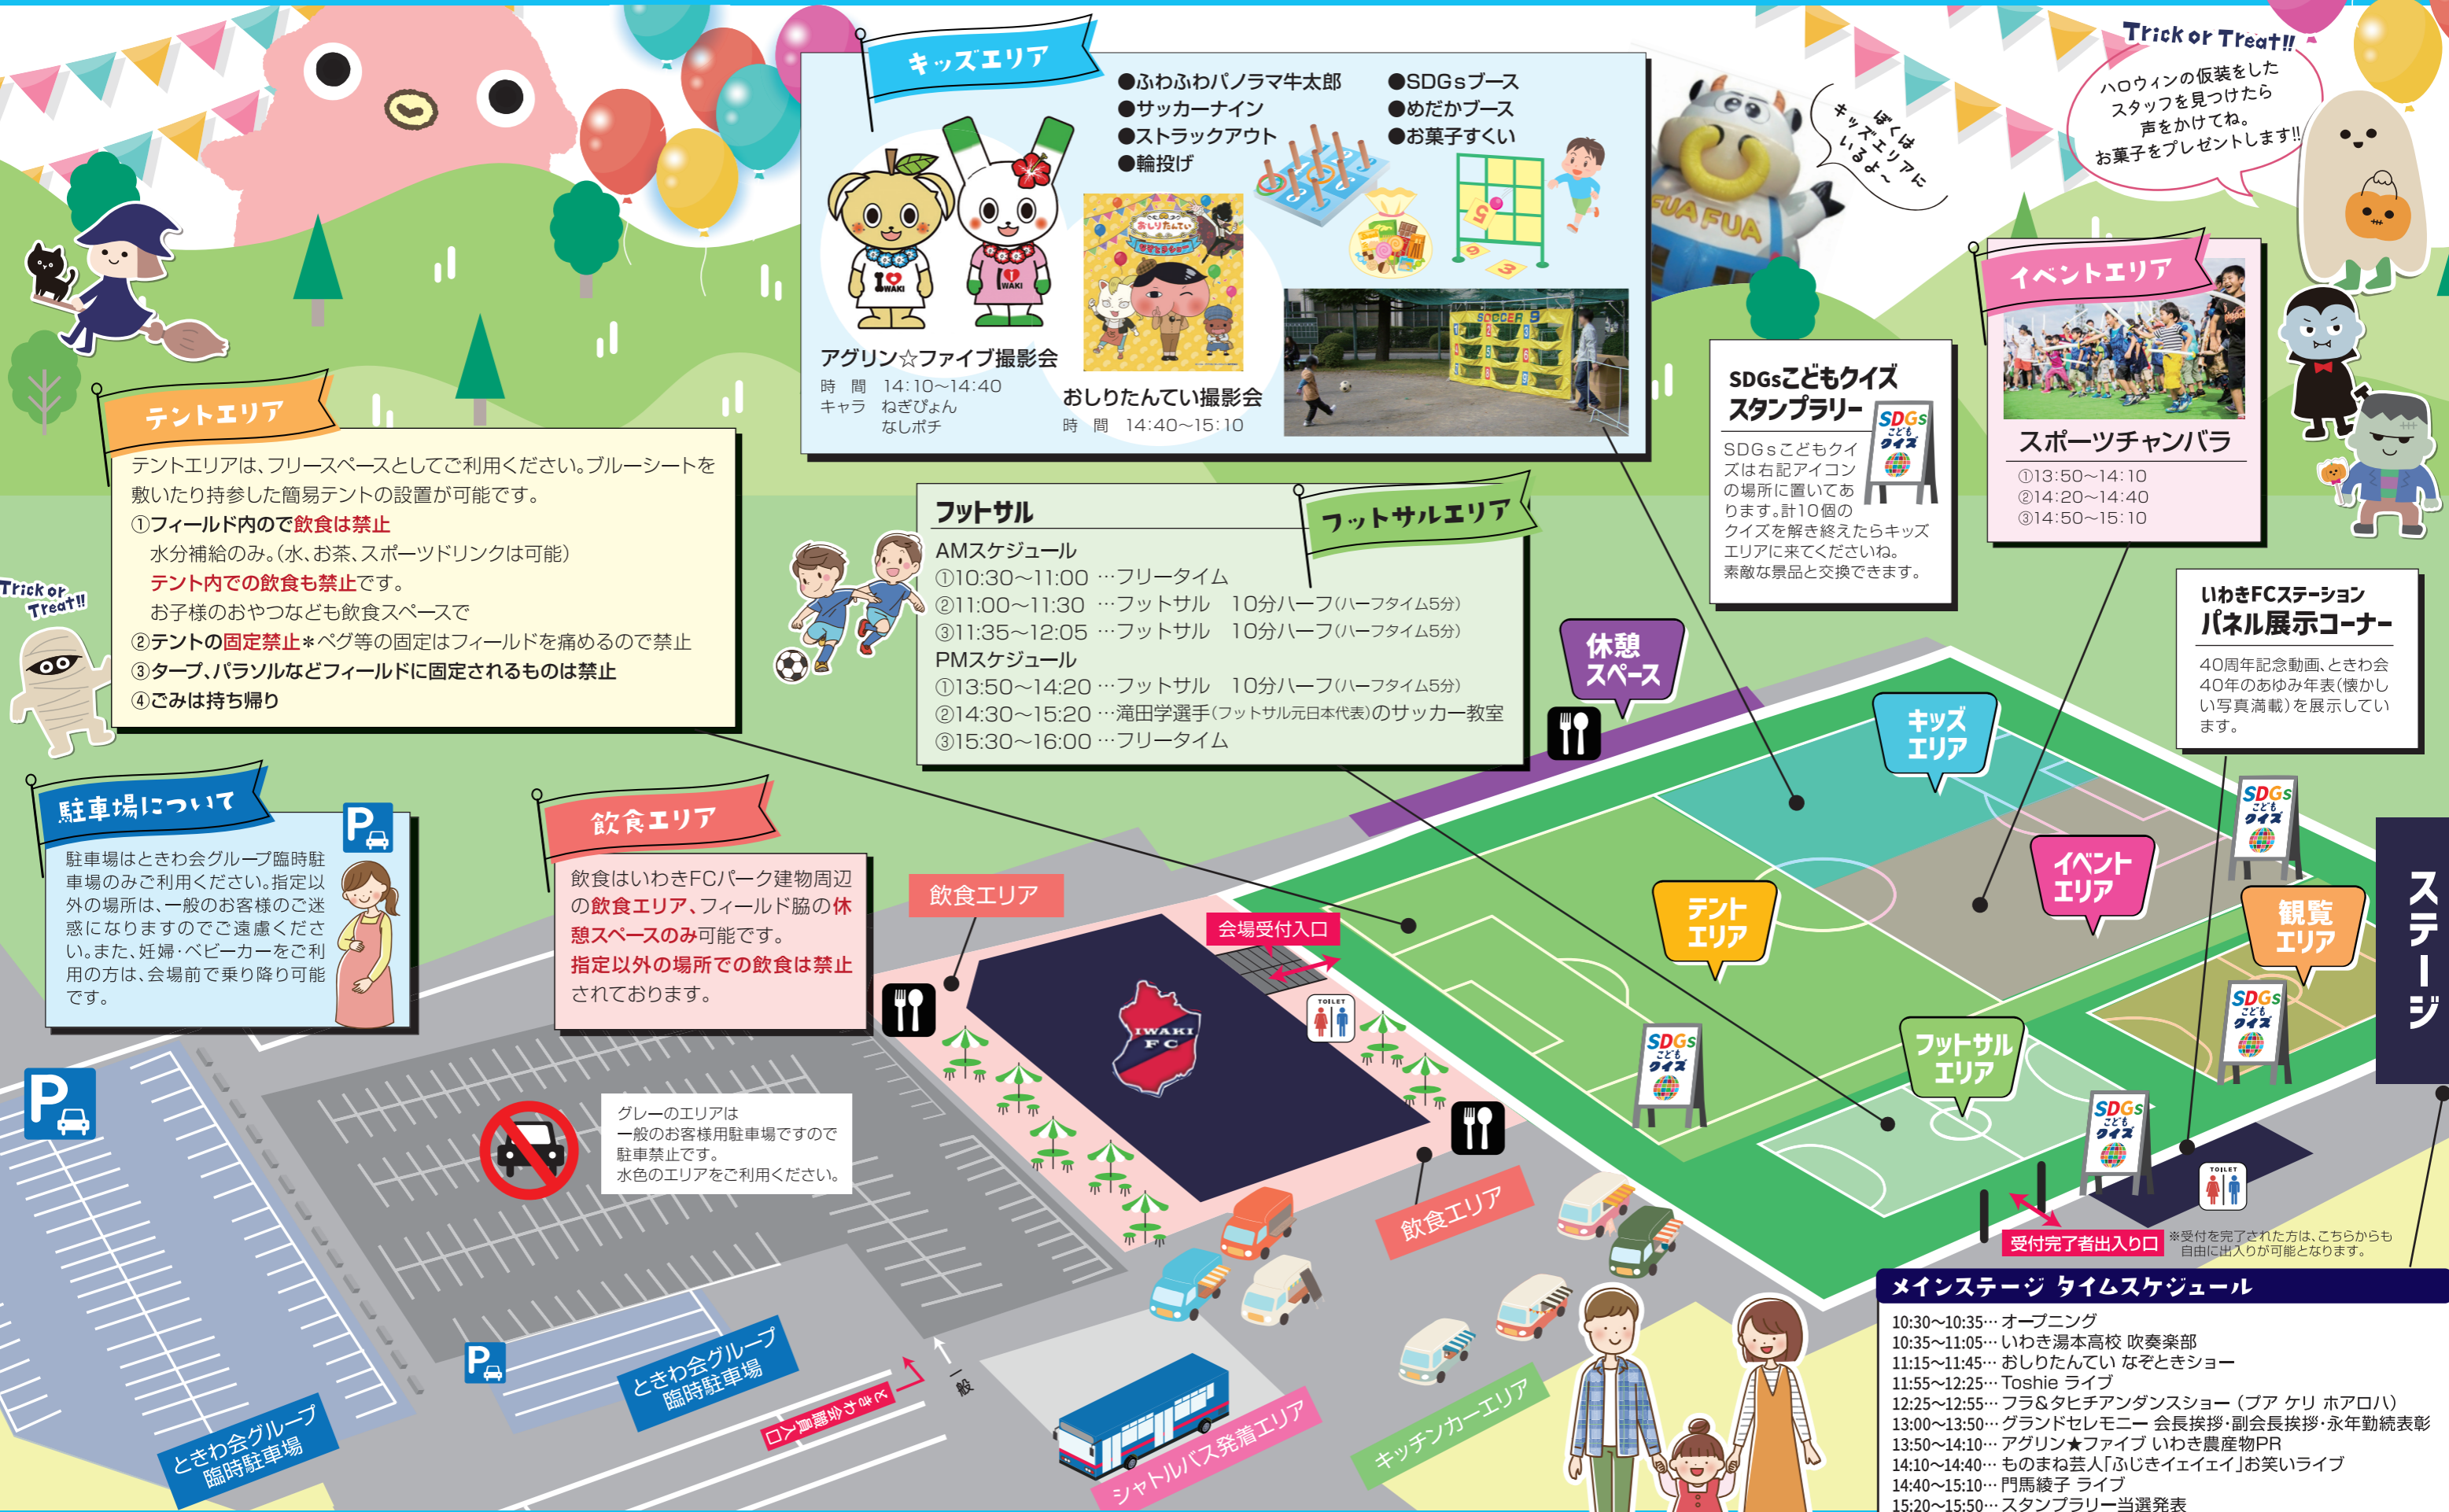 Trick or Treat!!
ハロウィンの仮装をした
スタッフを見つけたら
声をかけてね。
お菓子をプレゼントします!!
キッズエリア
●ふわふわパノラマ牛太郎
●サッカーナイン
●ストラックアウト
●輪投げ
●SDGsブース
●めだかブース
●お菓子すくい
I❤IWAKI
アグリン☆ファイブ撮影会
時　間　14:10〜14:40
キャラ　ねぎぴょん
なしポチ
おしりたんてい
なぞときショー
おしりたんてい撮影会
時　間　14:40〜15:10
SOCCER 9
FUA FUA
ぼくは
キッズエリアに
いるよ〜
イベントエリア
スポーツチャンバラ
①13:50〜14:10
②14:20〜14:40
③14:50〜15:10
SDGsこどもクイズ
スタンプラリー
SDGsこどもクイ
ズは右記アイコン
の場所に置いてあ
ります。計10個の
クイズを解き終えたらキッズ
エリアに来てくださいね。
素敵な景品と交換できます。
SDGs
こども
クイズ
テントエリア
テントエリアは、フリースペースとしてご利用ください。ブルーシートを
敷いたり持参した簡易テントの設置が可能です。
①フィールド内ので飲食は禁止
水分補給のみ。(水、お茶、スポーツドリンクは可能)
テント内での飲食も禁止です。
お子様のおやつなども飲食スペースで
②テントの固定禁止＊ペグ等の固定はフィールドを痛めるので禁止
③タープ、パラソルなどフィールドに固定されるものは禁止
④ごみは持ち帰り
Trick or
Treat!!
フットサルエリア
フットサル
AMスケジュール
①10:30〜11:00 …フリータイム
②11:00〜11:30 …フットサル　10分ハーフ(ハーフタイム5分)
③11:35〜12:05 …フットサル　10分ハーフ(ハーフタイム5分)
PMスケジュール
①13:50〜14:20 …フットサル　10分ハーフ(ハーフタイム5分)
②14:30〜15:20 …滝田学選手(フットサル元日本代表)のサッカー教室
③15:30〜16:00 …フリータイム
いわきFCステーション
パネル展示コーナー
40周年記念動画、ときわ会
40年のあゆみ年表(懐かし
い写真満載)を展示してい
ます。
駐車場について
P
駐車場はときわ会グループ臨時駐
車場のみご利用ください。指定以
外の場所は、一般のお客様のご迷
惑になりますのでご遠慮くださ
い。また、妊婦・ベビーカーをご利
用の方は、会場前で乗り降り可能
です。
飲食エリア
飲食はいわきFCパーク建物周辺
の飲食エリア、フィールド脇の休
憩スペースのみ可能です。
指定以外の場所での飲食は禁止
されております。
休憩
スペース
キッズ
エリア
イベント
エリア
テント
エリア
観覧
エリア
フットサル
エリア
ステージ
SDGs
こども
クイズ
SDGs
こども
クイズ
SDGs
こども
クイズ
SDGs
こども
クイズ
飲食エリア
会場受付入口
TOILET
IWAKI
FC
グレーのエリアは
一般のお客様用駐車場ですので
駐車禁止です。
水色のエリアをご利用ください。
飲食エリア
TOILET
受付完了者出入り口
※受付を完了された方は、こちらからも
自由に出入りが可能となります。
P
P
ときわ会グループ
臨時駐車場
ときわ会グループ
臨時駐車場
ときわ会職員入口
一般
シャトルバス発着エリア
キッチンカーエリア
メインステージ タイムスケジュール
10:30〜10:35… オープニング
10:35〜11:05… いわき湯本高校 吹奏楽部
11:15〜11:45… おしりたんてい なぞときショー
11:55〜12:25… Toshie ライブ
12:25〜12:55… フラ＆タヒチアンダンスショー（プア ケリ ホアロハ）
13:00〜13:50… グランドセレモニー 会長挨拶・副会長挨拶・永年勤続表彰
13:50〜14:10… アグリン★ファイブ いわき農産物PR
14:10〜14:40… ものまね芸人「ふじきイェイェイ」お笑いライブ
14:40〜15:10… 門馬綾子 ライブ
15:20〜15:50… スタンプラリー当選発表